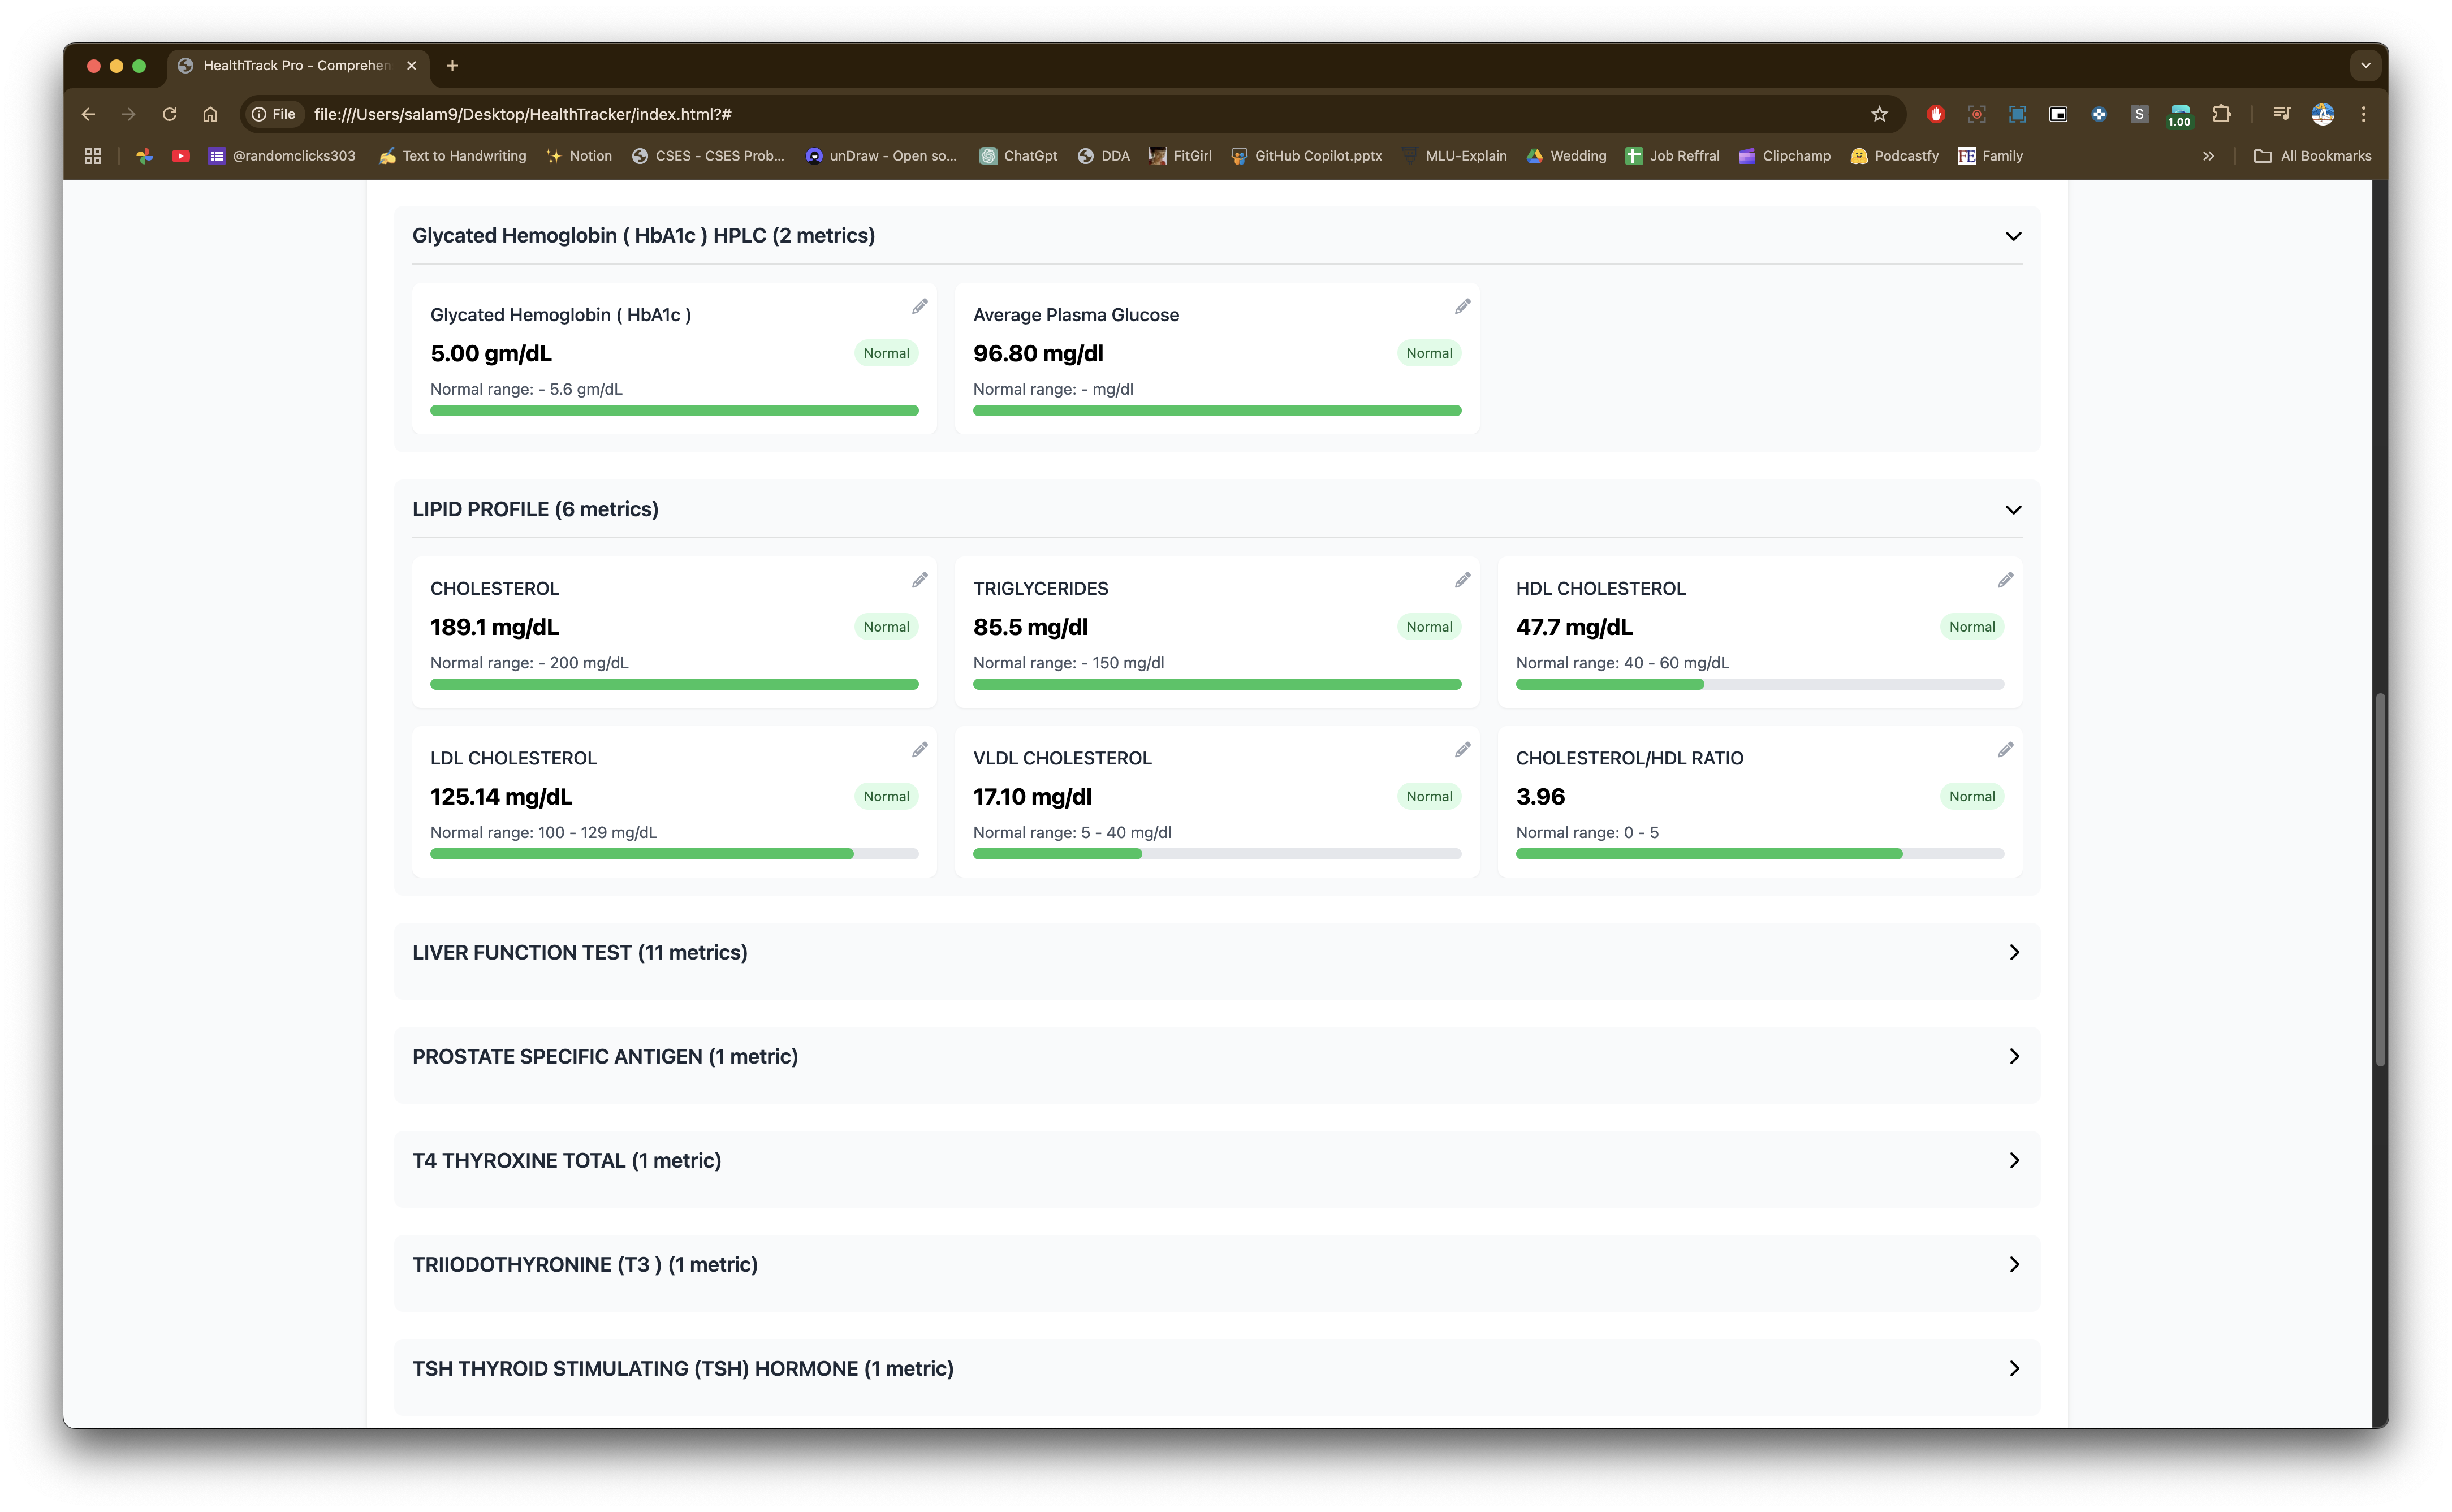 HealthTrack Pro - Comprehen
File file:///Users/salam9/Desktop/HealthTracker/index.html?#
S
1.00
@randomclicks303 Text to Handwriting Notion CSES - CSES Prob... unDraw - Open so... ChatGpt DDA FitGirl GitHub Copilot.pptx MLU-Explain Wedding Job Reffral Clipchamp Podcastfy FE Family All Bookmarks
Glycated Hemoglobin ( HbA1c ) HPLC (2 metrics)
Glycated Hemoglobin ( HbA1c )
5.00 gm/dL Normal
Normal range: - 5.6 gm/dL
Average Plasma Glucose
96.80 mg/dl Normal
Normal range: - mg/dl
LIPID PROFILE (6 metrics)
CHOLESTEROL
189.1 mg/dL Normal
Normal range: - 200 mg/dL
TRIGLYCERIDES
85.5 mg/dl Normal
Normal range: - 150 mg/dl
HDL CHOLESTEROL
47.7 mg/dL Normal
Normal range: 40 - 60 mg/dL
LDL CHOLESTEROL
125.14 mg/dL Normal
Normal range: 100 - 129 mg/dL
VLDL CHOLESTEROL
17.10 mg/dl Normal
Normal range: 5 - 40 mg/dl
CHOLESTEROL/HDL RATIO
3.96 Normal
Normal range: 0 - 5
LIVER FUNCTION TEST (11 metrics)
PROSTATE SPECIFIC ANTIGEN (1 metric)
T4 THYROXINE TOTAL (1 metric)
TRIIODOTHYRONINE (T3 ) (1 metric)
TSH THYROID STIMULATING (TSH) HORMONE (1 metric)